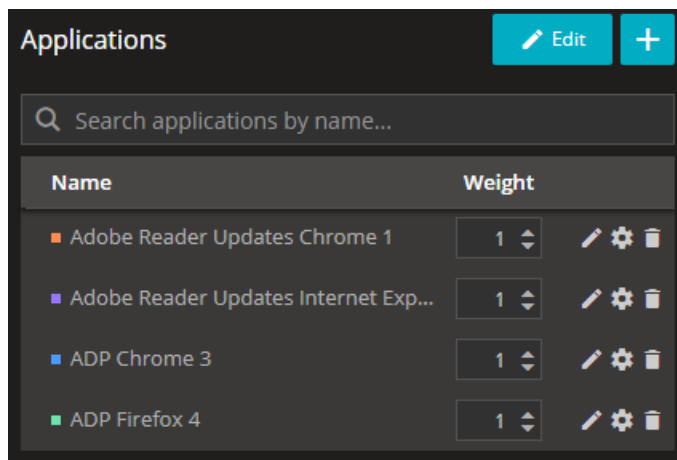 Applications
Edit
Search applications by name...
Name Weight
Adobe Reader Updates Chrome 1 1
Adobe Reader Updates Internet Exp... 1
ADP Chrome 3 1
ADP Firefox 4 1